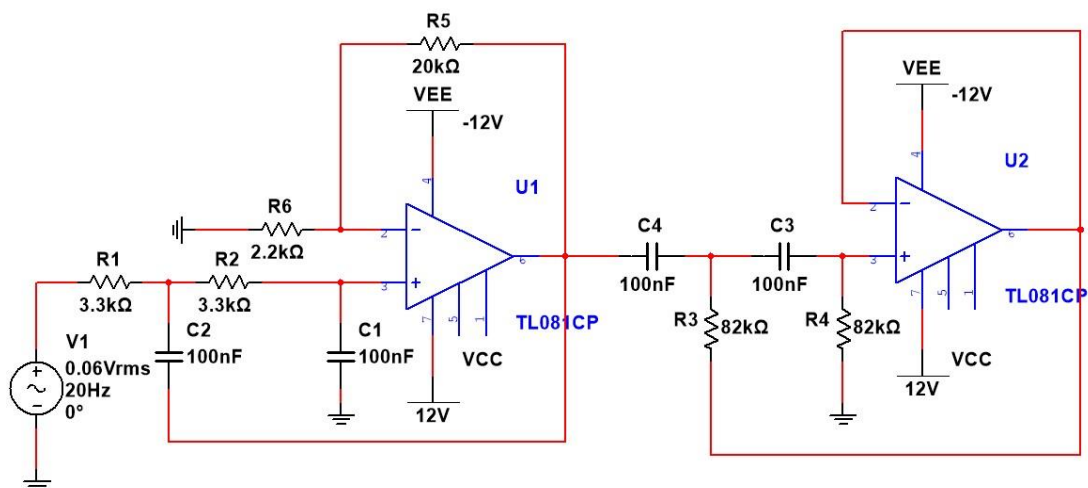 R5
20kΩ
VEE
-12V
4
U1
R6
2.2kΩ
2
6
3
R1
3.3kΩ
R2
3.3kΩ
C2
100nF
C1
100nF
7
5
1
TL081CP
VCC
12V
V1
0.06Vrms
20Hz
0°
C4
100nF
C3
100nF
R3
82kΩ
R4
82kΩ
VEE
-12V
4
U2
2
6
3
7
5
1
TL081CP
VCC
12V